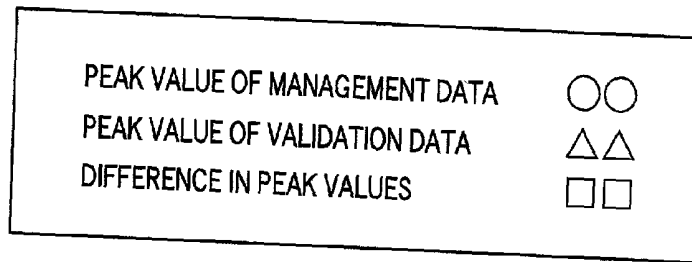 PEAK VALUE OF MANAGEMENT DATA ○○
PEAK VALUE OF VALIDATION DATA △△
DIFFERENCE IN PEAK VALUES □□